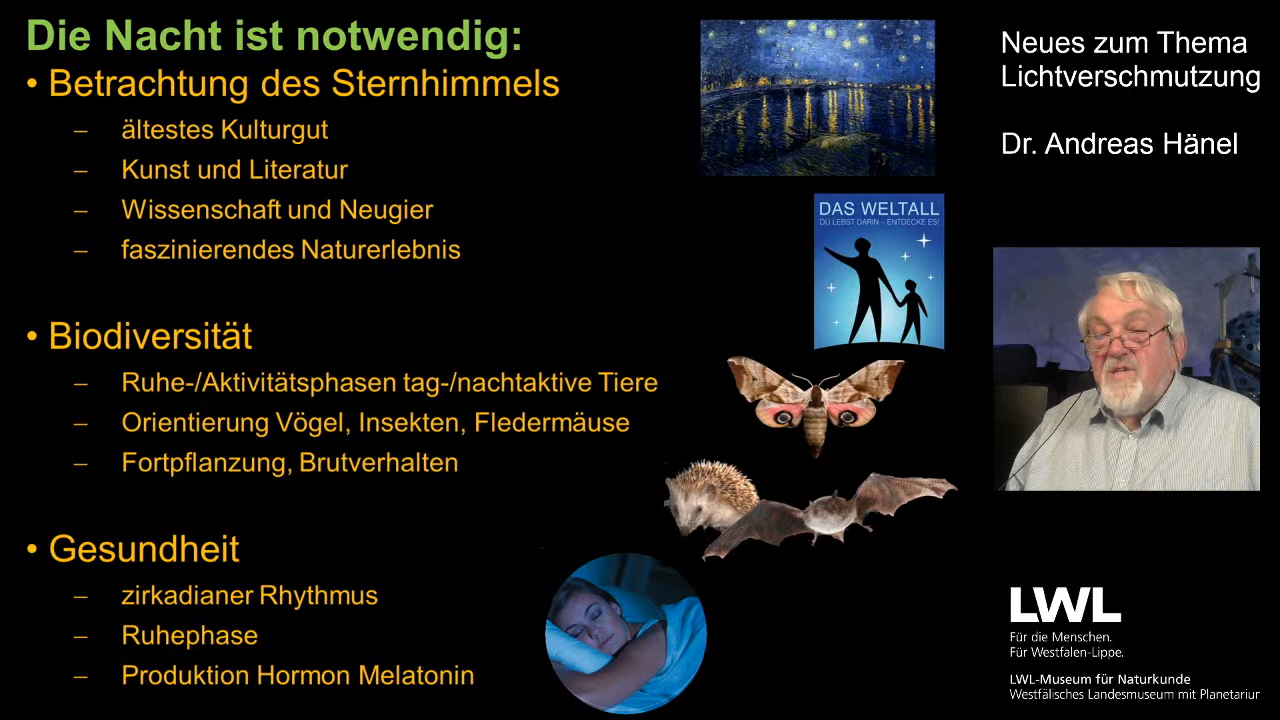 Die Nacht ist notwendig:
• Betrachtung des Sternhimmels
– ältestes Kulturgut
– Kunst und Literatur
– Wissenschaft und Neugier
– faszinierendes Naturerlebnis
• Biodiversität
– Ruhe-/Aktivitätsphasen tag-/nachtaktive Tiere
– Orientierung Vögel, Insekten, Fledermäuse
– Fortpflanzung, Brutverhalten
• Gesundheit
– zirkadianer Rhythmus
– Ruhephase
– Produktion Hormon Melatonin
DAS WELTALL
DU LEBST DARIN – ENTDECKE ES!
Neues zum Thema
Lichtverschmutzung
Dr. Andreas Hänel
LWL
Für die Menschen.
Für Westfalen-Lippe.
LWL-Museum für Naturkunde
Westfälisches Landesmuseum mit Planetariur